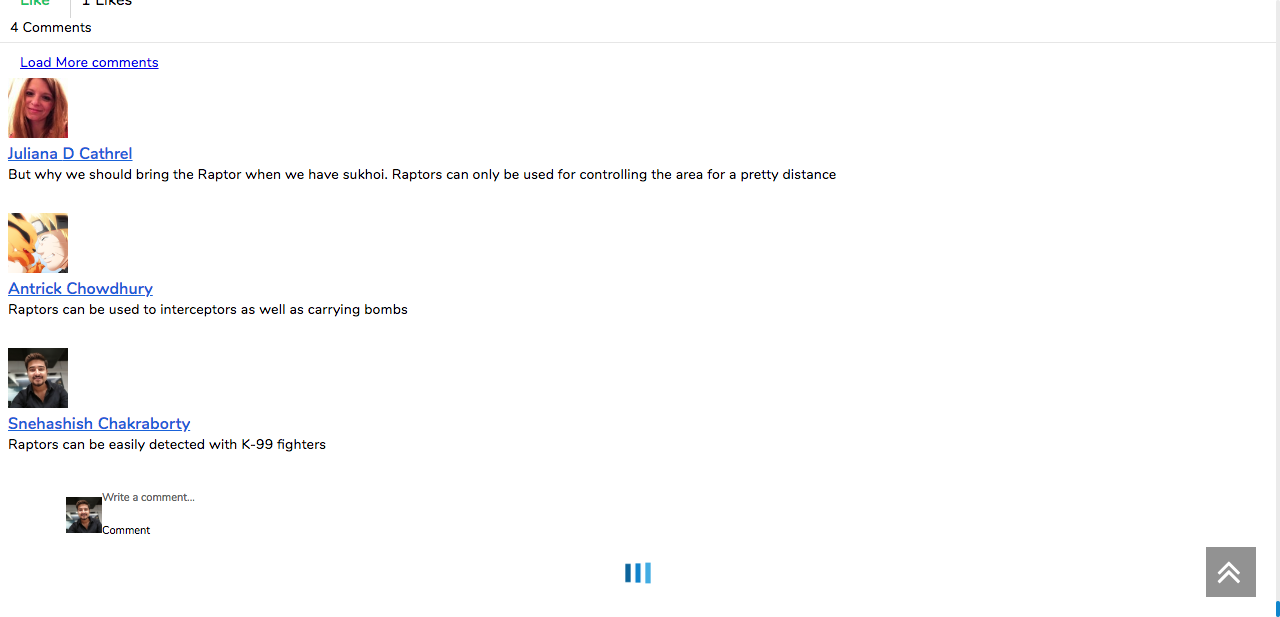 Like 1 Likes
4 Comments
Load More comments
Juliana D Cathrel
But why we should bring the Raptor when we have sukhoi. Raptors can only be used for controlling the area for a pretty distance
Antrick Chowdhury
Raptors can be used to interceptors as well as carrying bombs
Snehashish Chakraborty
Raptors can be easily detected with K-99 fighters
Write a comment...
Comment